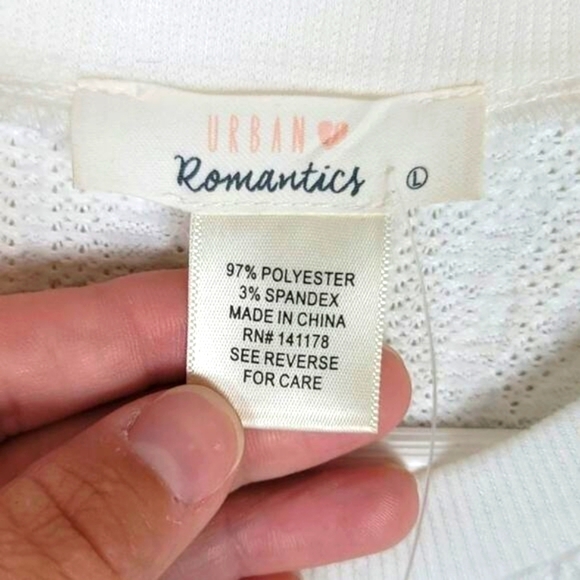 URBAN
Romantics
L
97% POLYESTER
3% SPANDEX
MADE IN CHINA
RN# 141178
SEE REVERSE
FOR CARE